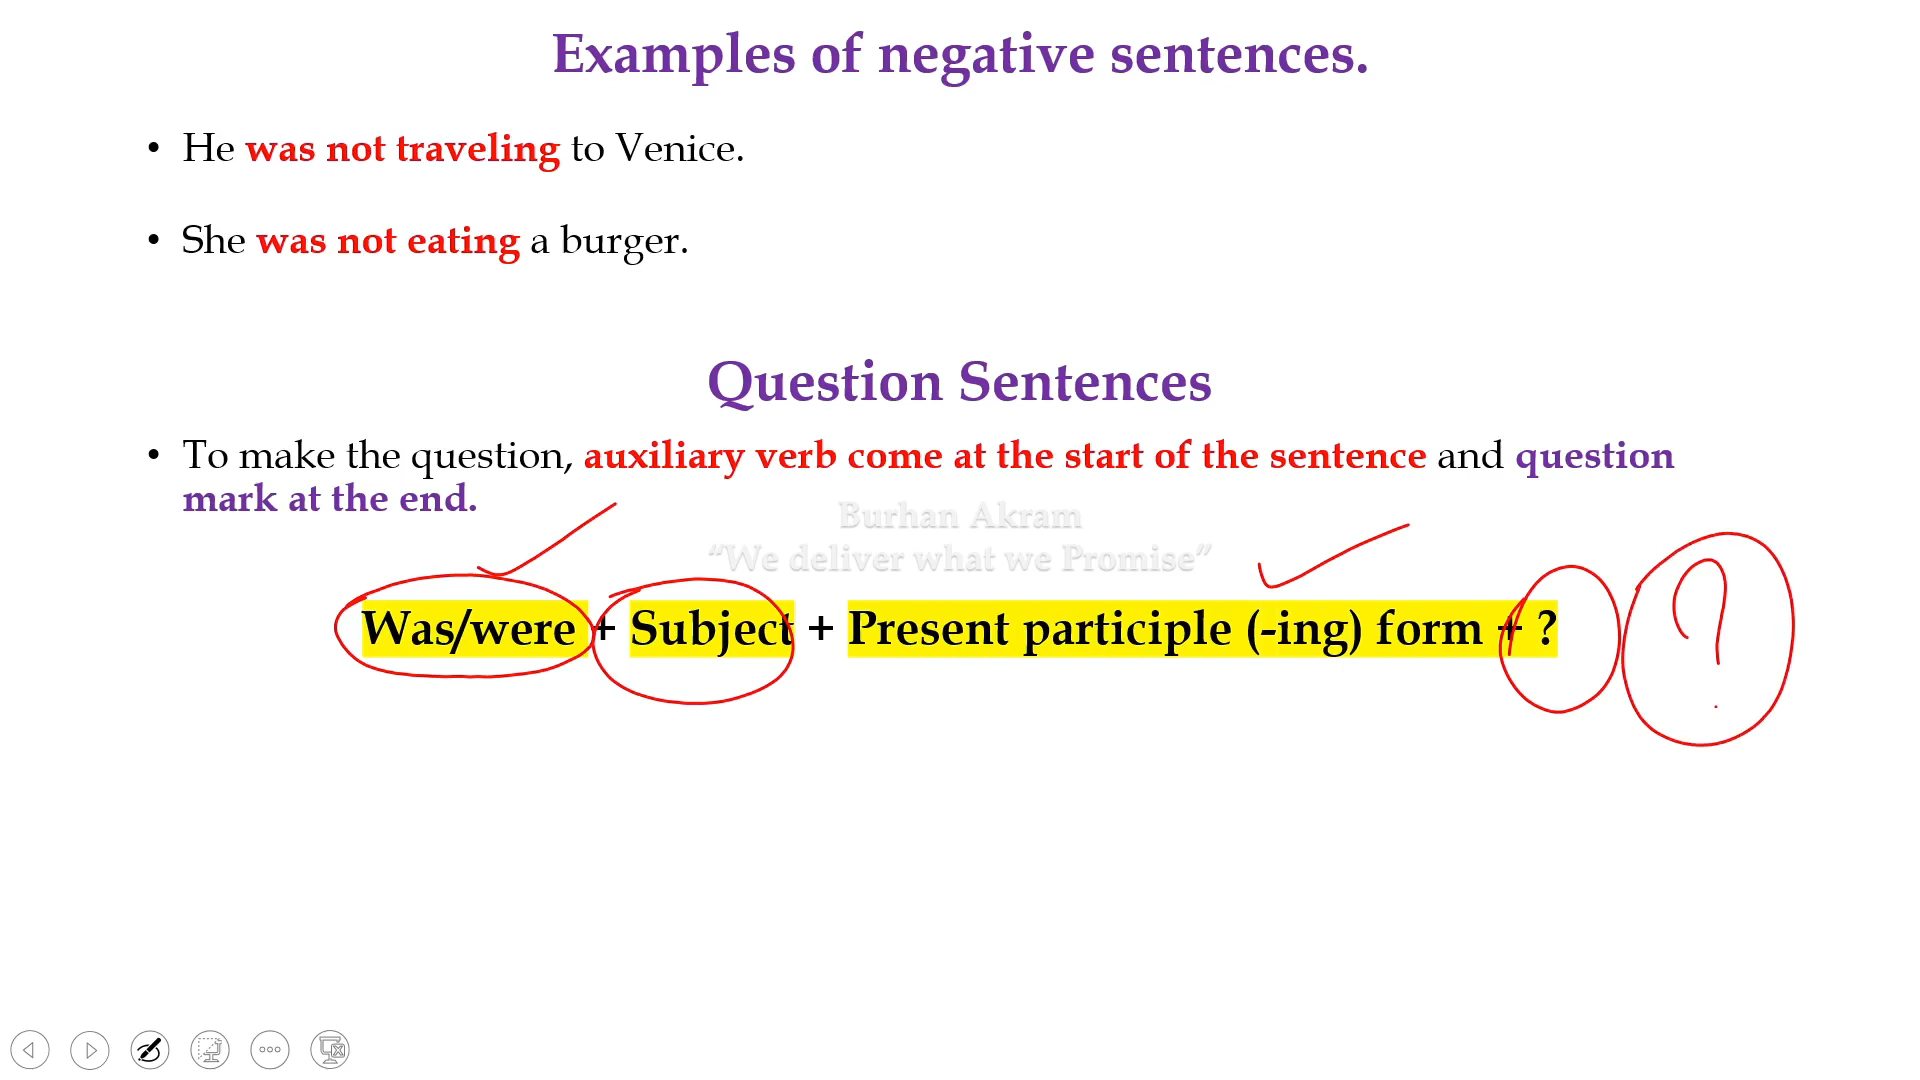 Examples of negative sentences.
• He was not traveling to Venice.
• She was not eating a burger.
Question Sentences
• To make the question, auxiliary verb come at the start of the sentence and question
mark at the end.
Burhan Akram
“We deliver what we Promise”
Was/were + Subject + Present participle (-ing) form + ?
?